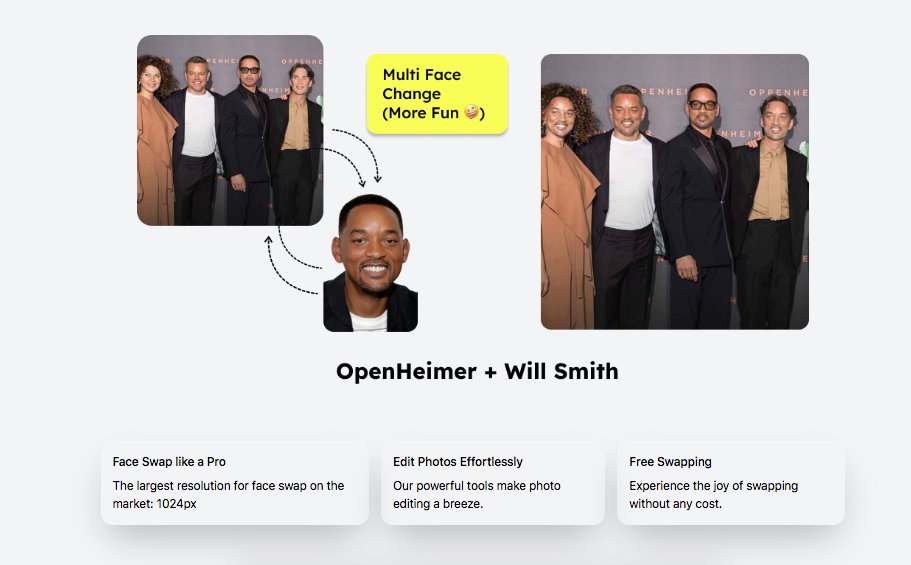 OPPENHE
Multi Face
Change
(More Fun 🤪)
OpenHeimer + Will Smith
Face Swap like a Pro
The largest resolution for face swap on the
market: 1024px
Edit Photos Effortlessly
Our powerful tools make photo
editing a breeze.
Free Swapping
Experience the joy of swapping
without any cost.